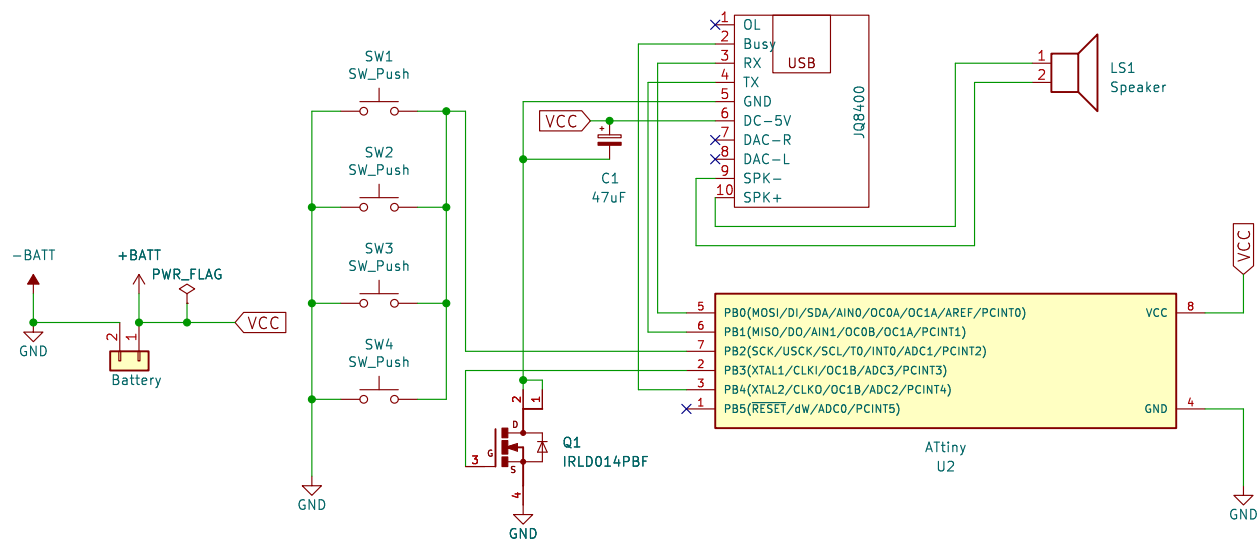 -BATT
+BATT
PWR_FLAG
VCC
GND
2
1
Battery
SW1
SW_Push
SW2
SW_Push
SW3
SW_Push
SW4
SW_Push
GND
1 OL
2 Busy
3 RX
4 TX
5 GND
6 DC-5V
7 DAC-R
8 DAC-L
9 SPK-
10 SPK+
USB
JQ8400
VCC
+
C1
47uF
1
2
LS1
Speaker
VCC
5 PB0(MOSI/DI/SDA/AIN0/OC0A/OC1A/AREF/PCINT0)
6 PB1(MISO/DO/AIN1/OC0B/OC1A/PCINT1)
7 PB2(SCK/USCK/SCL/T0/INT0/ADC1/PCINT2)
2 PB3(XTAL1/CLKI/OC1B/ADC3/PCINT3)
3 PB4(XTAL2/CLKO/OC1B/ADC2/PCINT4)
1 PB5(RESET/dW/ADC0/PCINT5)
VCC 8
GND 4
ATtiny
U2
GND
2
1
D
G
S
3
4
Q1
IRLD014PBF
GND